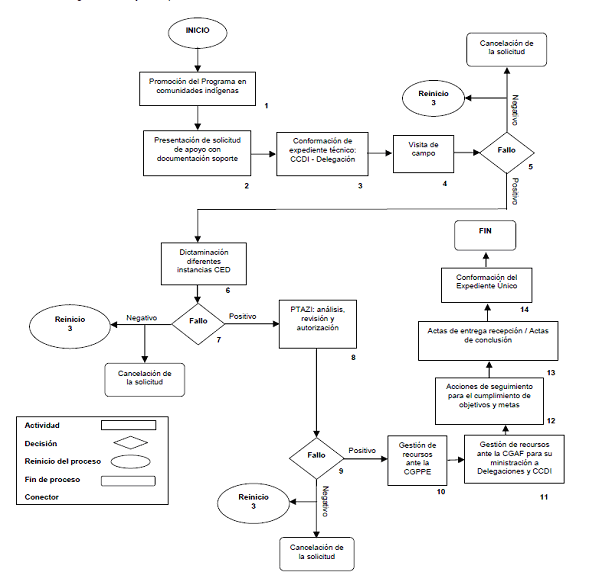 INICIO
Promoción del Programa en
comunidades indígenas
1
Presentación de solicitud
de apoyo con
documentación soporte
2
Conformación de
expediente técnico:
CCDI - Delegación
3
Visita de
campo
4
Fallo
5
Negativo
Reinicio
3
Cancelación de
la solicitud
Positivo
Dictaminación
diferentes
instancias CED
6
Fallo
7
Negativo
Reinicio
3
Cancelación de
la solicitud
Positivo
PTAZI: análisis,
revisión y
autorización
8
Fallo
9
Negativo
Reinicio
3
Cancelación de
la solicitud
Positivo
Gestión de
recursos
ante la
CGPPE
10
Gestión de recursos
ante la CGAF para su
ministración a
Delegaciones y CCDI
11
Acciones de seguimiento
para el cumplimiento de
objetivos y metas
12
Actas de entrega recepción / Actas
de conclusión
13
Conformación del
Expediente Único
14
FIN
Actividad
Decisión
Reinicio del proceso
Fin de proceso
Conector